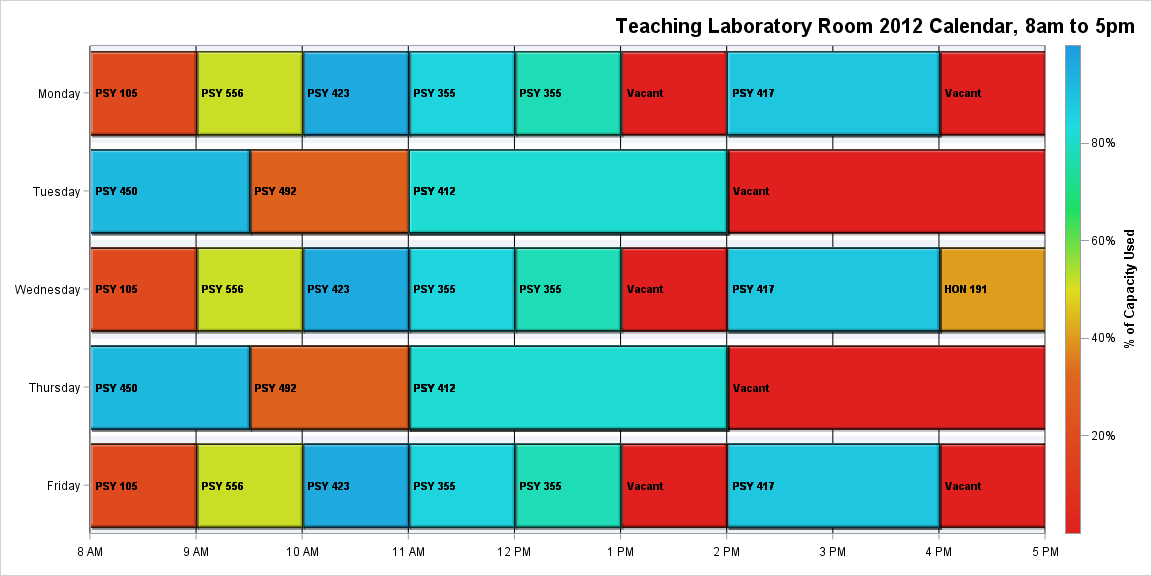 Teaching Laboratory Room 2012 Calendar, 8am to 5pm
Monday
PSY 105
PSY 556
PSY 423
PSY 355
PSY 355
Vacant
PSY 417
Vacant
Tuesday
PSY 450
PSY 492
PSY 412
Vacant
Wednesday
PSY 105
PSY 556
PSY 423
PSY 355
PSY 355
Vacant
PSY 417
HON 191
Thursday
PSY 450
PSY 492
PSY 412
Vacant
Friday
PSY 105
PSY 556
PSY 423
PSY 355
PSY 355
Vacant
PSY 417
Vacant
8 AM
9 AM
10 AM
11 AM
12 PM
1 PM
2 PM
3 PM
4 PM
5 PM
80%
60%
40%
20%
% of Capacity Used